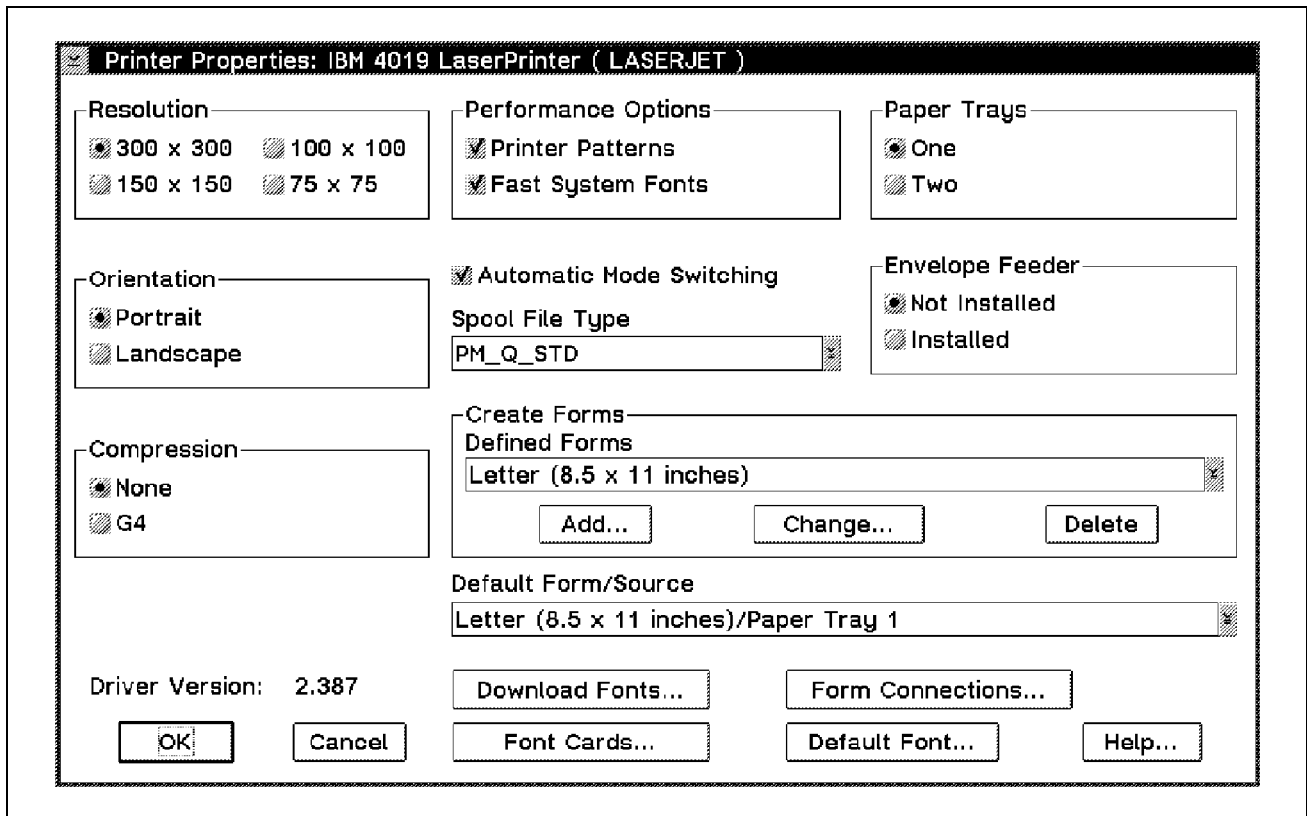 Printer Properties: IBM 4019 LaserPrinter ( LASERJET )
Resolution
300 x 300 100 x 100
150 x 150 75 x 75
Performance Options
Printer Patterns
Fast System Fonts
Paper Trays
One
Two
Orientation
Portrait
Landscape
Automatic Mode Switching
Spool File Type
PM_Q_STD
Envelope Feeder
Not Installed
Installed
Compression
None
G4
Create Forms
Defined Forms
Letter (8.5 x 11 inches)
Add... Change... Delete
Default Form/Source
Letter (8.5 x 11 inches)/Paper Tray 1
Driver Version: 2.387
Download Fonts... Form Connections...
OK Cancel Font Cards... Default Font... Help...